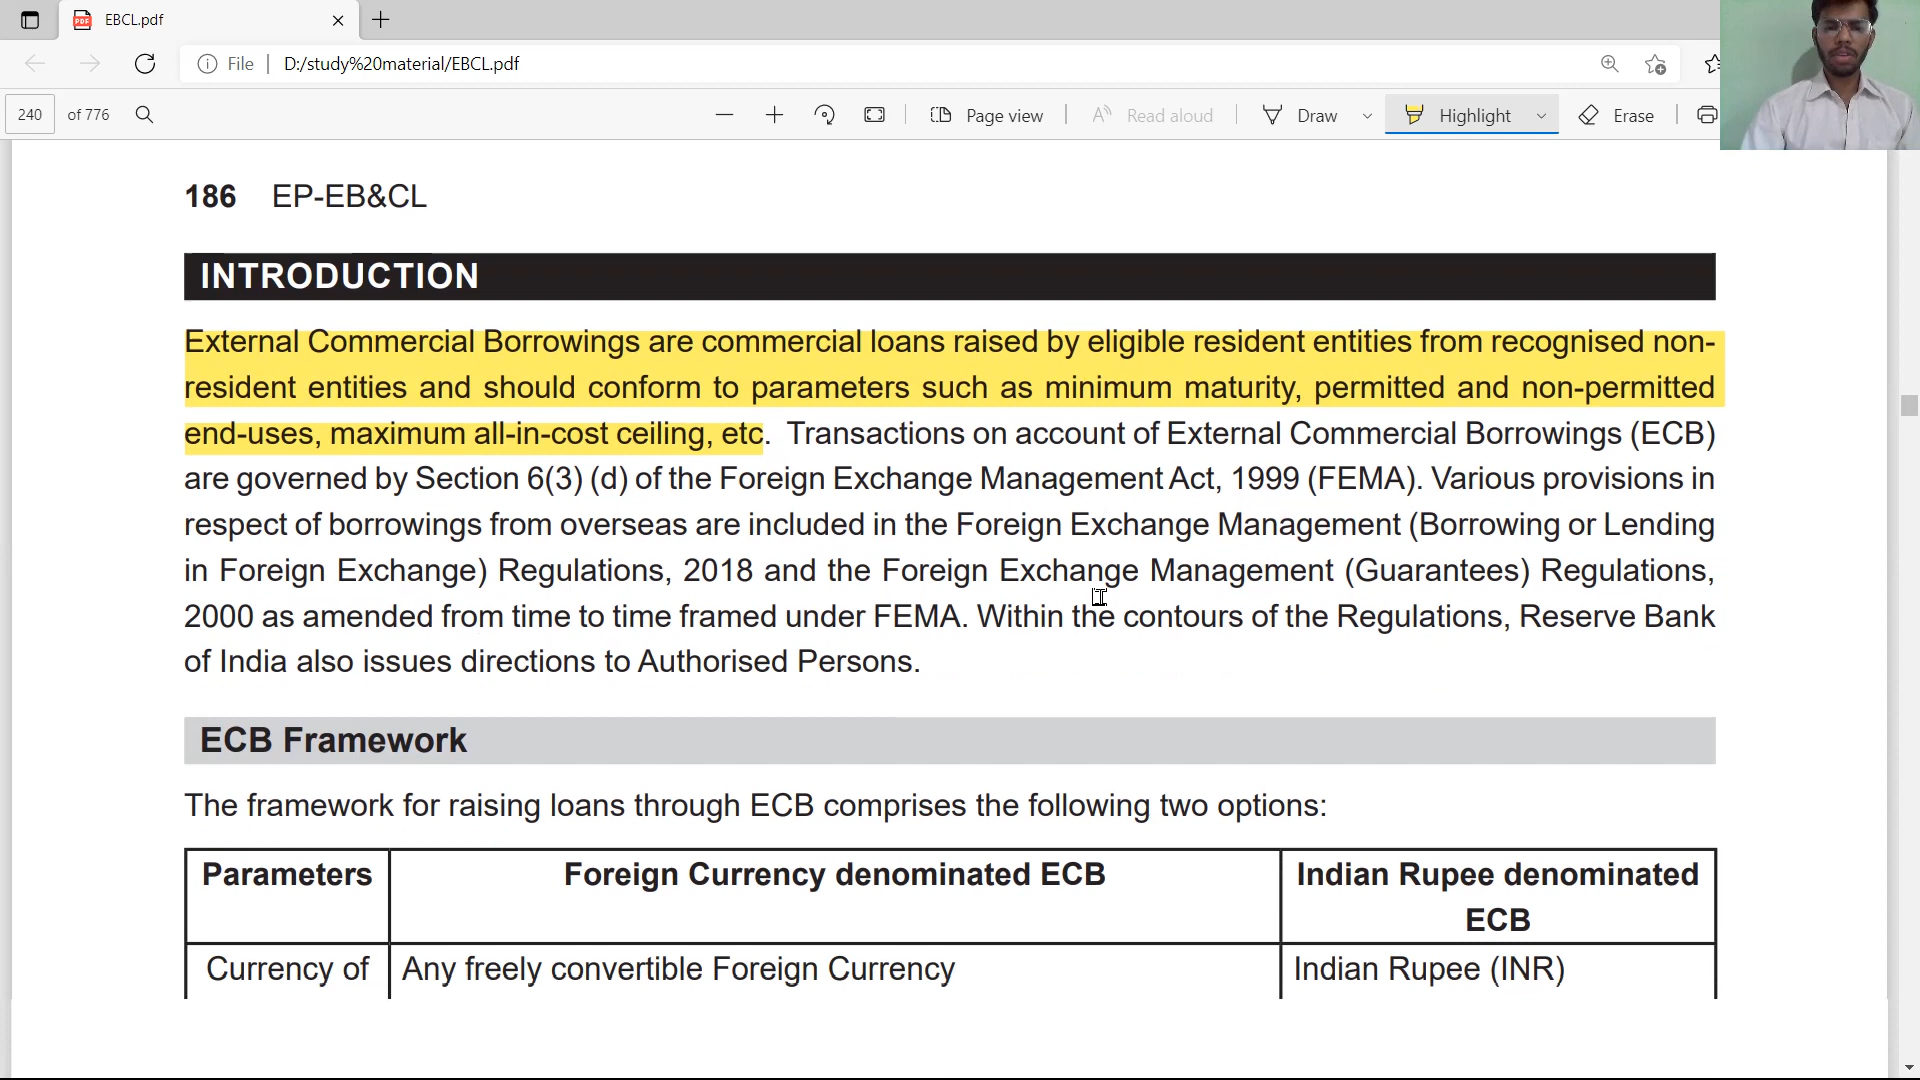 EBCL.pdf
File
D:/study%20material/EBCL.pdf
240 of 776
Page view
Read aloud
Draw
Highlight
Erase
186 EP-EB&CL
INTRODUCTION
External Commercial Borrowings are commercial loans raised by eligible resident entities from recognised non-
resident entities and should conform to parameters such as minimum maturity, permitted and non-permitted
end-uses, maximum all-in-cost ceiling, etc. Transactions on account of External Commercial Borrowings (ECB)
are governed by Section 6(3) (d) of the Foreign Exchange Management Act, 1999 (FEMA). Various provisions in
respect of borrowings from overseas are included in the Foreign Exchange Management (Borrowing or Lending
in Foreign Exchange) Regulations, 2018 and the Foreign Exchange Management (Guarantees) Regulations,
2000 as amended from time to time framed under FEMA. Within the contours of the Regulations, Reserve Bank
of India also issues directions to Authorised Persons.
ECB Framework
The framework for raising loans through ECB comprises the following two options:
Parameters
Foreign Currency denominated ECB
Indian Rupee denominated
ECB
Currency of
Any freely convertible Foreign Currency
Indian Rupee (INR)